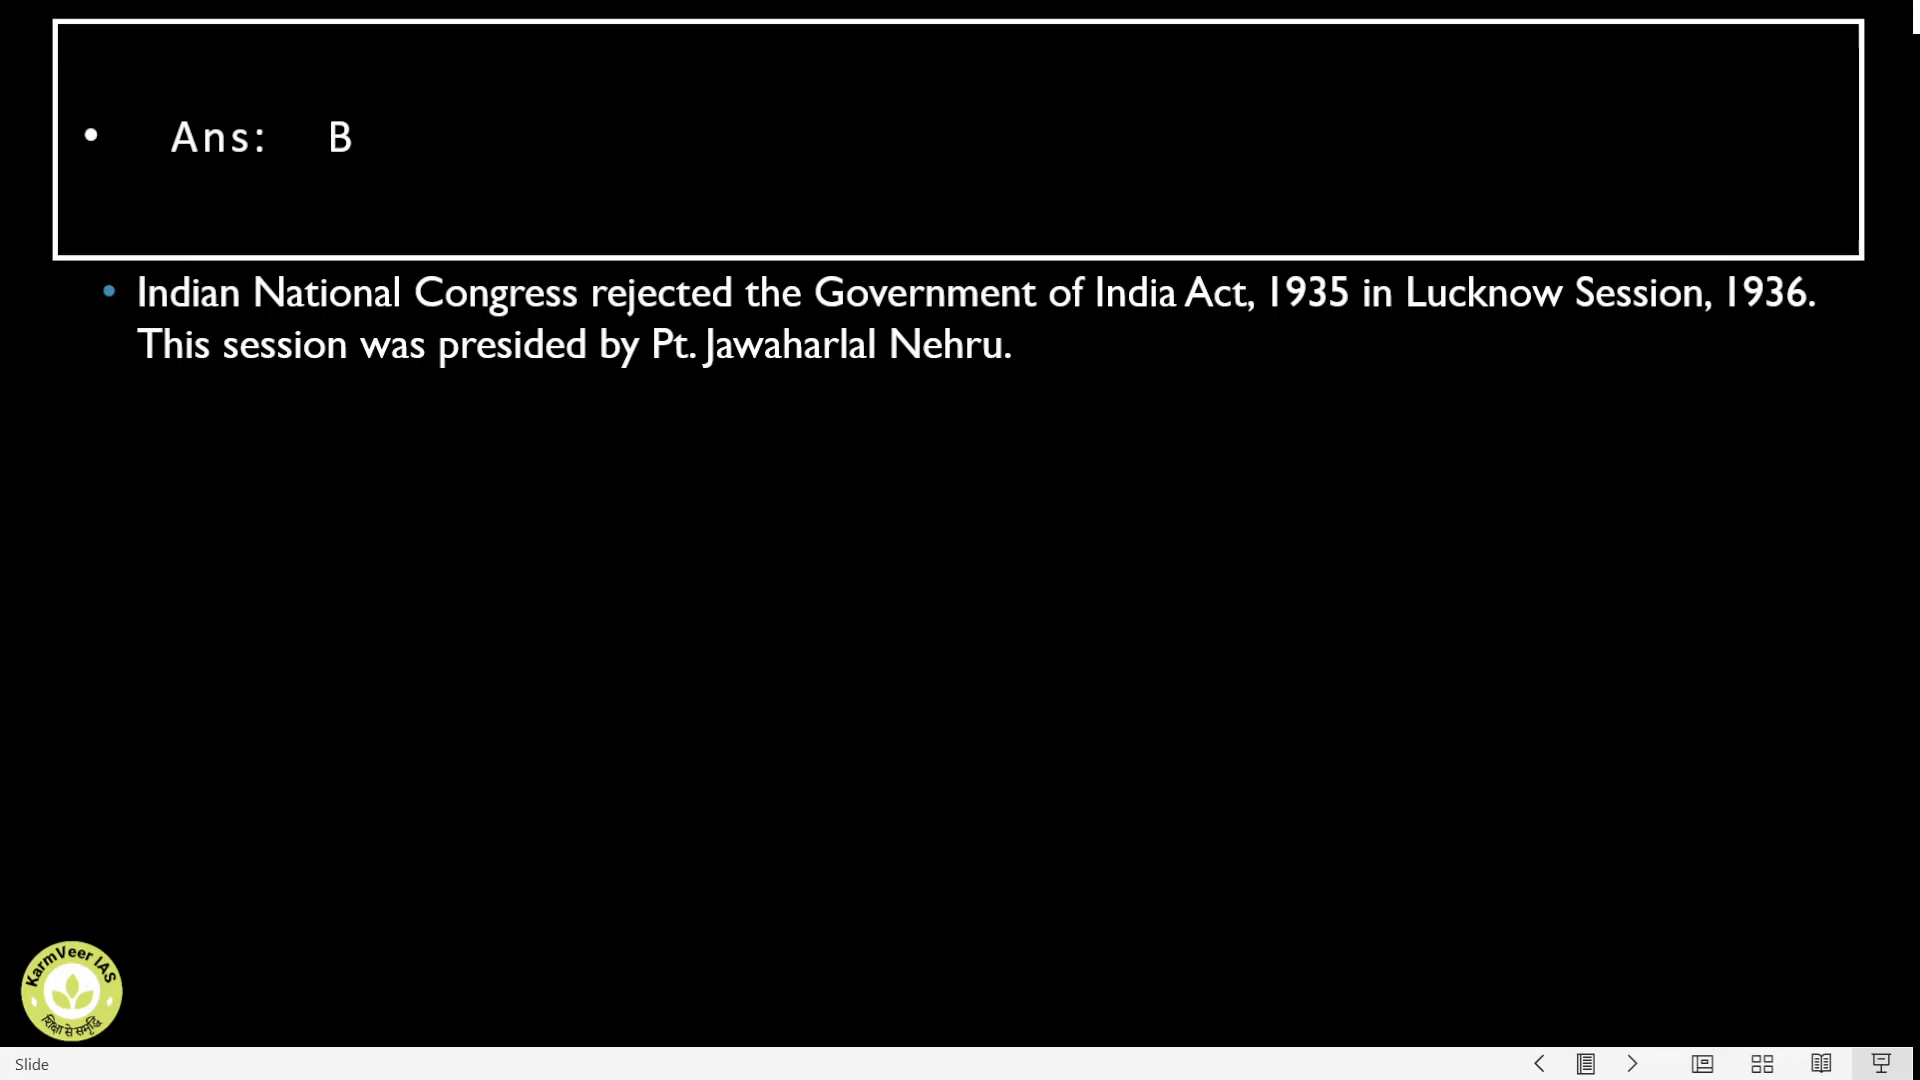 • Ans: B
• Indian National Congress rejected the Government of India Act, 1935 in Lucknow Session, 1936.
This session was presided by Pt. Jawaharlal Nehru.
KarmVeer IAS
शिक्षा से समृद्धि
Slide